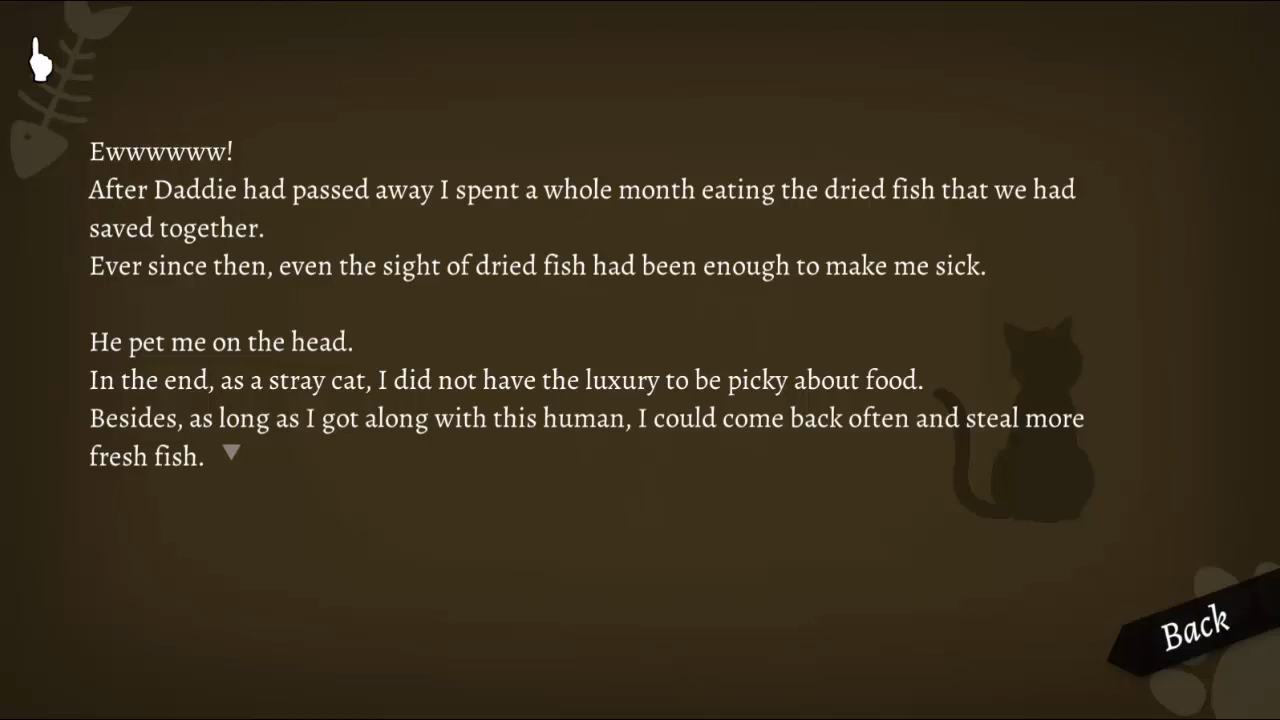 Ewwwwww!
After Daddie had passed away I spent a whole month eating the dried fish that we had
saved together.
Ever since then, even the sight of dried fish had been enough to make me sick.
He pet me on the head.
In the end, as a stray cat, I did not have the luxury to be picky about food.
Besides, as long as I got along with this human, I could come back often and steal more
fresh fish.
Back